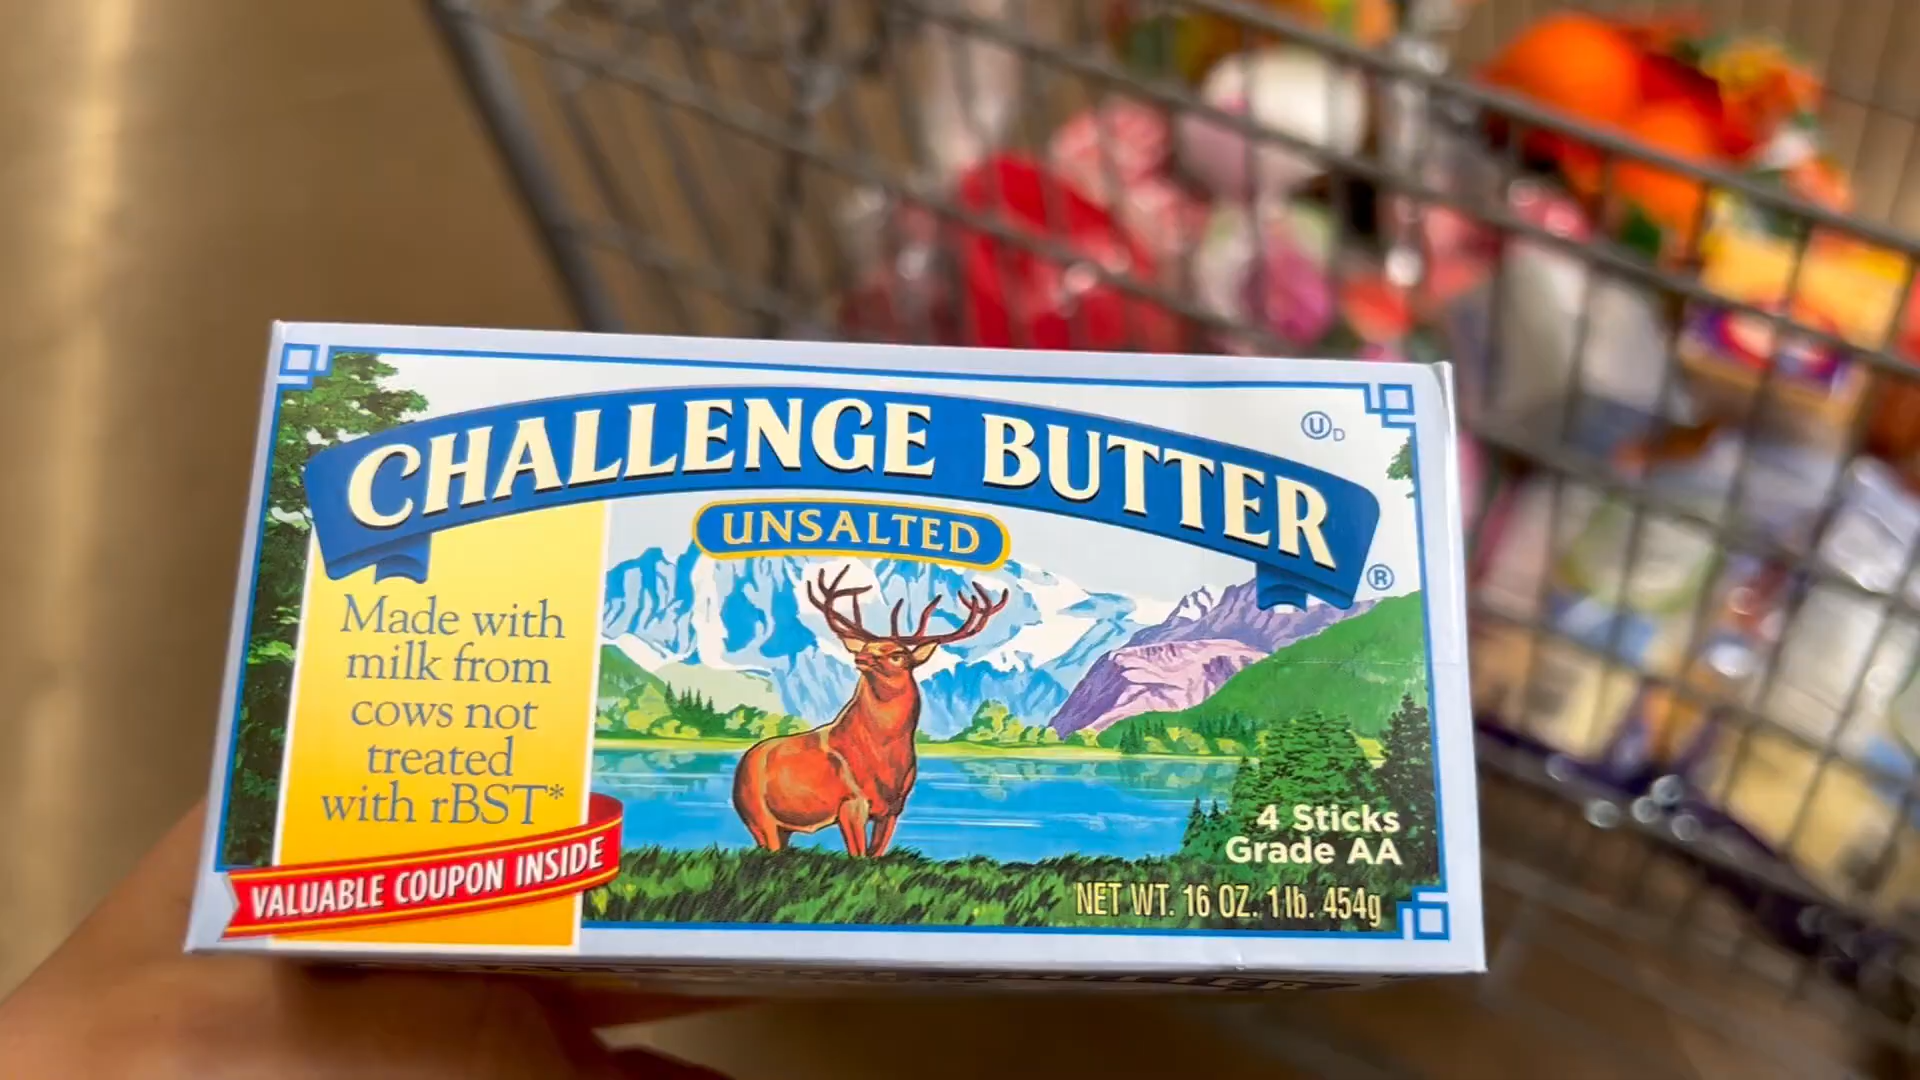 CHALLENGE BUTTER
®
UD
UNSALTED
Made with
milk from
cows not
treated
with rBST*
VALUABLE COUPON INSIDE
4 Sticks
Grade AA
NET WT. 16 OZ. 1 lb. 454g